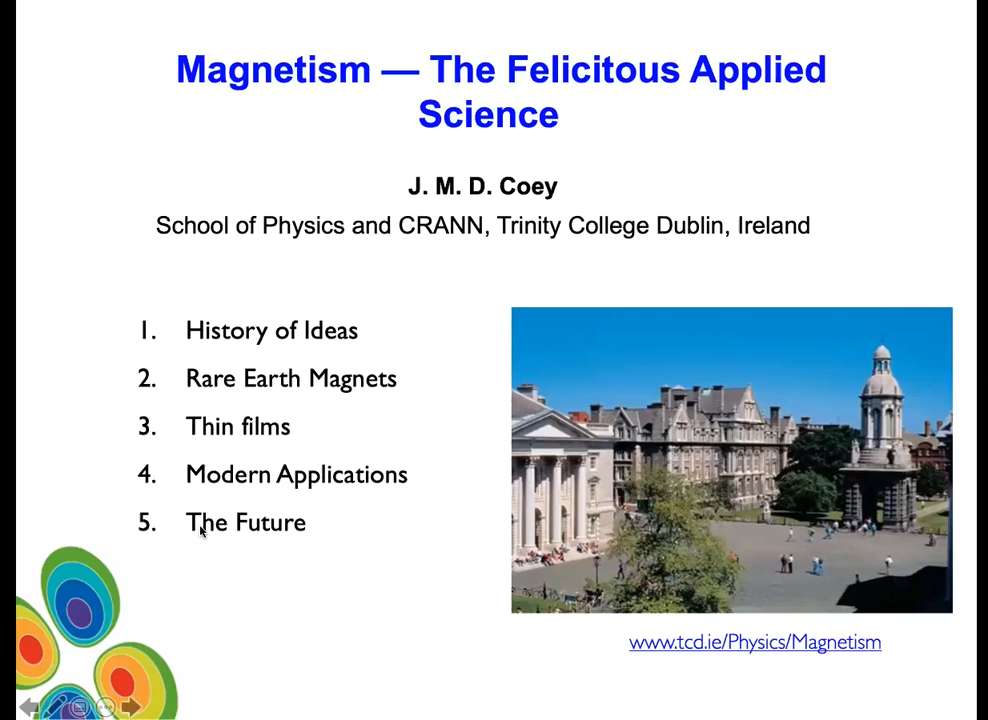 Magnetism — The Felicitous Applied
Science
J. M. D. Coey
School of Physics and CRANN, Trinity College Dublin, Ireland
1. History of Ideas
2. Rare Earth Magnets
3. Thin films
4. Modern Applications
5. The Future
www.tcd.ie/Physics/Magnetism